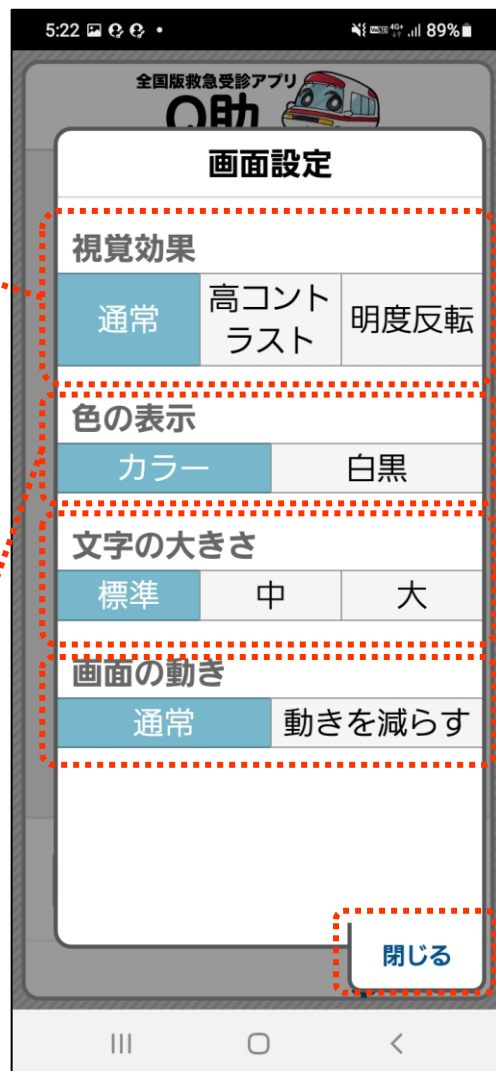 5:22
4G+ 89%
全国版救急受診アプリ
Q助
画面設定
視覚効果
通常
高コント
ラスト
明度反転
色の表示
カラー
白黒
文字の大きさ
標準
中
大
画面の動き
通常
動きを減らす
閉じる